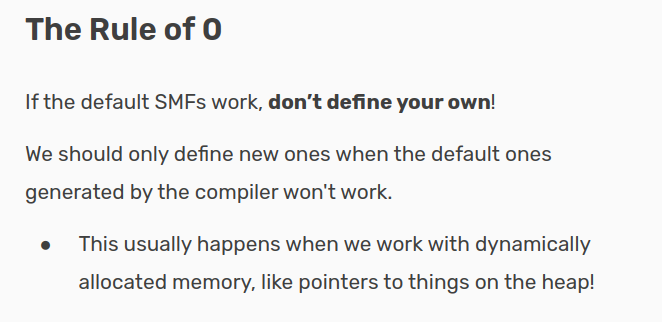 The Rule of 0
If the default SMFs work, don’t define your own!
We should only define new ones when the default ones
generated by the compiler won't work.
● This usually happens when we work with dynamically
allocated memory, like pointers to things on the heap!